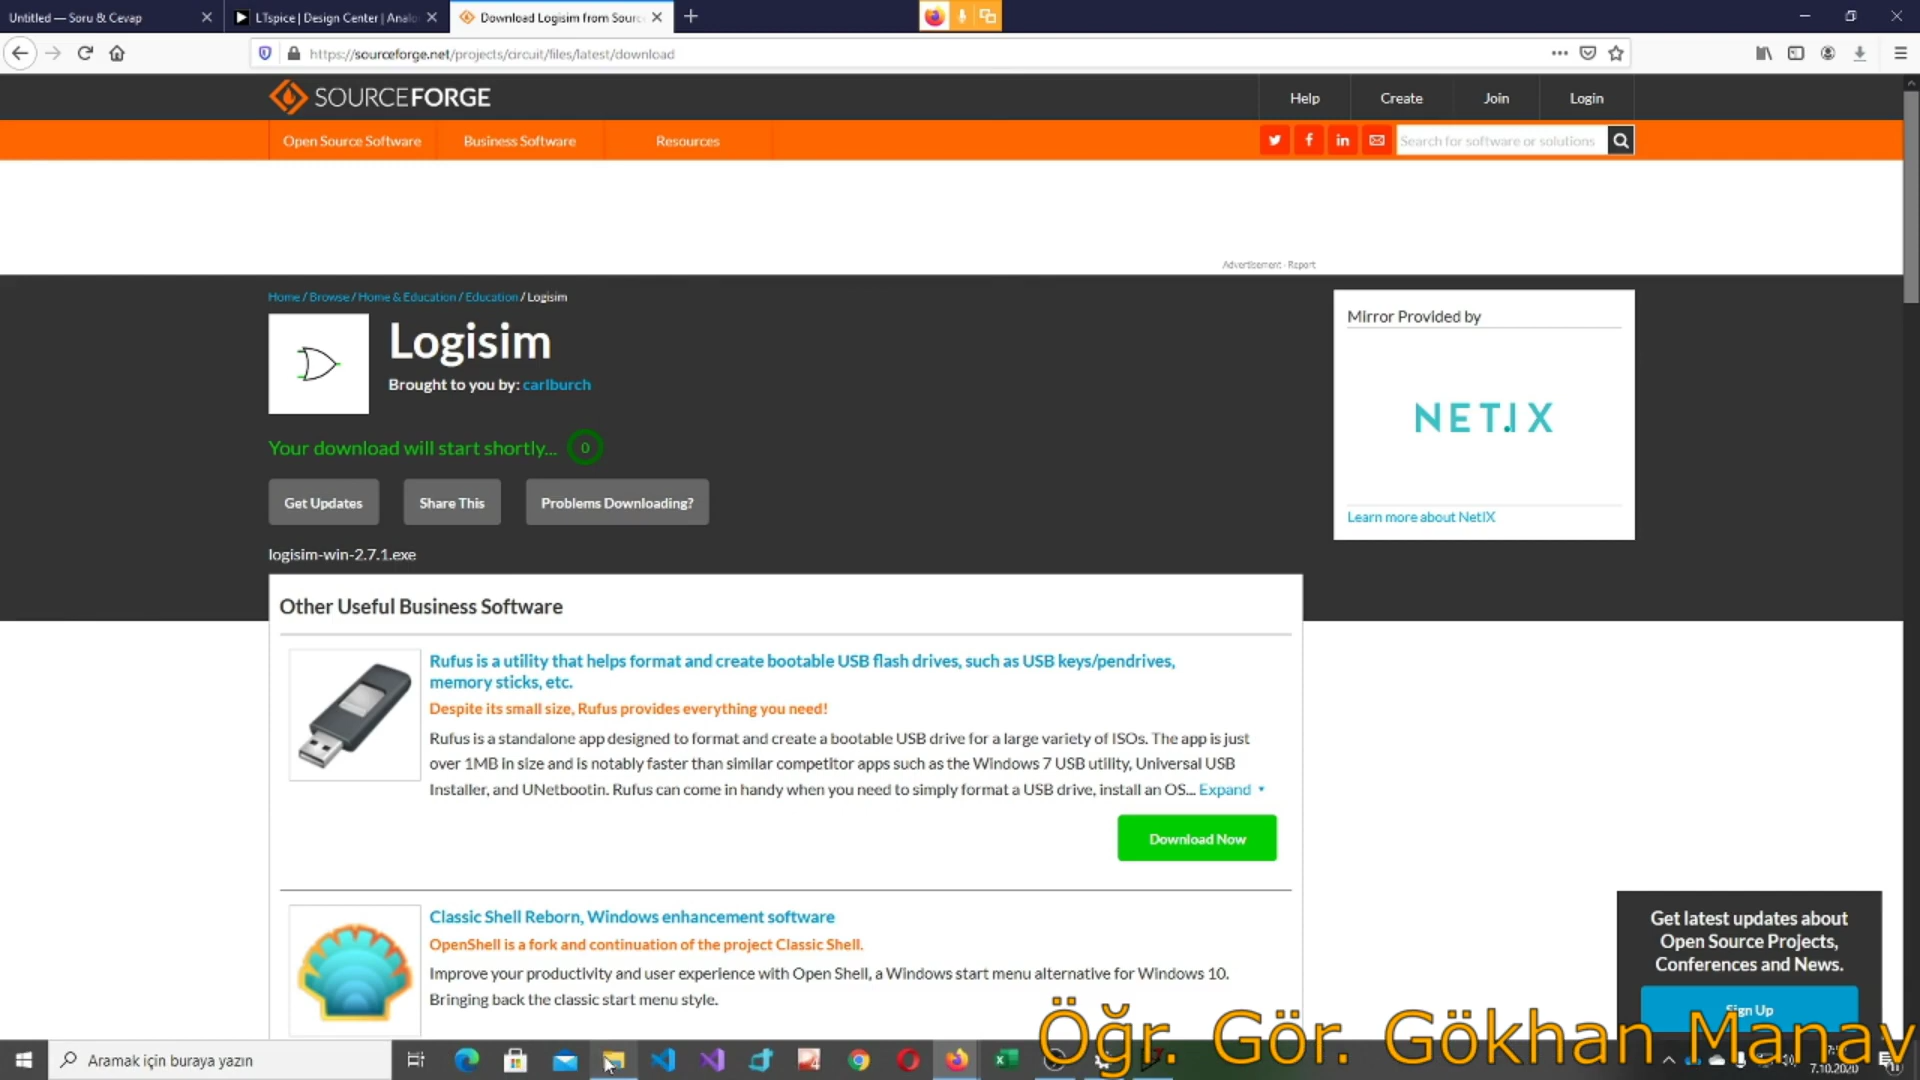 Untitled — Soru & Cevap
LTspice | Design Center | Analo
Download Logisim from Sourc
https://sourceforge.net/projects/circuit/files/latest/download
SOURCEFORGE
Help
Create
Join
Login
Open Source Software
Business Software
Resources
Search for software or solutions
Advertisement - Report
Home / Browse / Home & Education / Education / Logisim
Logisim
Brought to you by: carlburch
Mirror Provided by
NETIX
Learn more about NetIX
Your download will start shortly... 0
Get Updates
Share This
Problems Downloading?
logisim-win-2.7.1.exe
Other Useful Business Software
Rufus is a utility that helps format and create bootable USB flash drives, such as USB keys/pendrives,
memory sticks, etc.
Despite its small size, Rufus provides everything you need!
Rufus is a standalone app designed to format and create a bootable USB drive for a large variety of ISOs. The app is just
over 1MB in size and is notably faster than similar competitor apps such as the Windows 7 USB utility, Universal USB
Installer, and UNetbootin. Rufus can come in handy when you need to simply format a USB drive, install an OS... Expand
Download Now
Classic Shell Reborn, Windows enhancement software
OpenShell is a fork and continuation of the project Classic Shell.
Improve your productivity and user experience with Open Shell, a Windows start menu alternative for Windows 10.
Bringing back the classic start menu style.
Get latest updates about
Open Source Projects,
Conferences and News.
Sign Up
Öğr. Gör. Gökhan Manav
Aramak için buraya yazın
7.10.2020